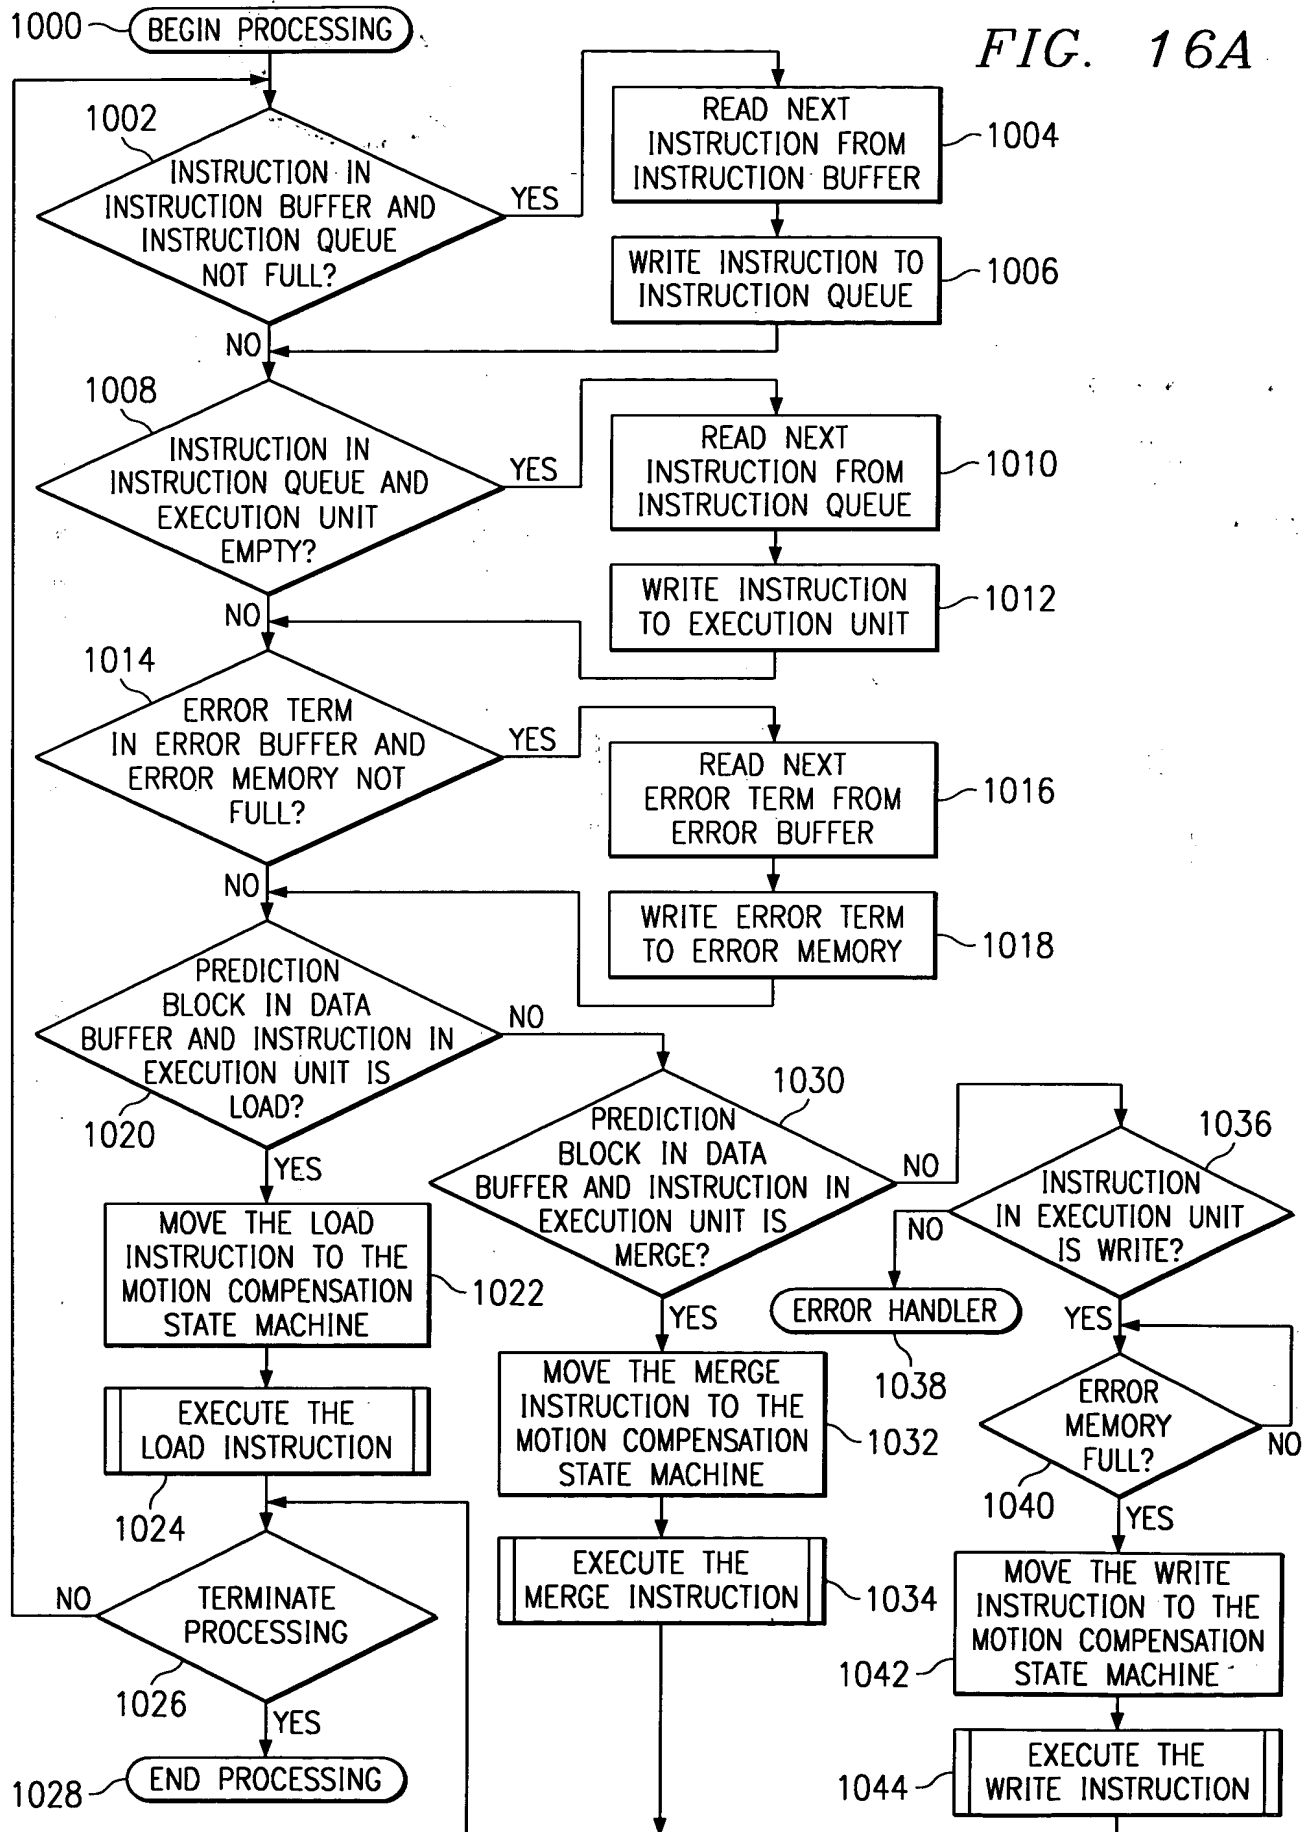 FIG. 16A
1000
BEGIN PROCESSING
1002
INSTRUCTION IN
INSTRUCTION BUFFER AND
INSTRUCTION QUEUE
NOT FULL?
YES
READ NEXT
INSTRUCTION FROM
INSTRUCTION BUFFER
1004
WRITE INSTRUCTION TO
INSTRUCTION QUEUE
1006
NO
1008
INSTRUCTION IN
INSTRUCTION QUEUE AND
EXECUTION UNIT
EMPTY?
YES
READ NEXT
INSTRUCTION FROM
INSTRUCTION QUEUE
1010
WRITE INSTRUCTION
TO EXECUTION UNIT
1012
NO
1014
ERROR TERM
IN ERROR BUFFER AND
ERROR MEMORY NOT
FULL?
YES
READ NEXT
ERROR TERM FROM
ERROR BUFFER
1016
WRITE ERROR TERM
TO ERROR MEMORY
1018
NO
PREDICTION
BLOCK IN DATA
BUFFER AND INSTRUCTION IN
EXECUTION UNIT IS
LOAD?
1020
NO
YES
MOVE THE LOAD
INSTRUCTION TO THE
MOTION COMPENSATION
STATE MACHINE
1022
EXECUTE THE
LOAD INSTRUCTION
1024
TERMINATE
PROCESSING
NO
1026
YES
END PROCESSING
1028
1030
PREDICTION
BLOCK IN DATA
BUFFER AND INSTRUCTION IN
EXECUTION UNIT IS
MERGE?
NO
YES
MOVE THE MERGE
INSTRUCTION TO THE
MOTION COMPENSATION
STATE MACHINE
1032
EXECUTE THE
MERGE INSTRUCTION
1034
1036
INSTRUCTION
IN EXECUTION UNIT
IS WRITE?
NO
ERROR HANDLER
1038
YES
ERROR
MEMORY
FULL?
NO
1040
YES
MOVE THE WRITE
INSTRUCTION TO THE
MOTION COMPENSATION
STATE MACHINE
1042
EXECUTE THE
WRITE INSTRUCTION
1044